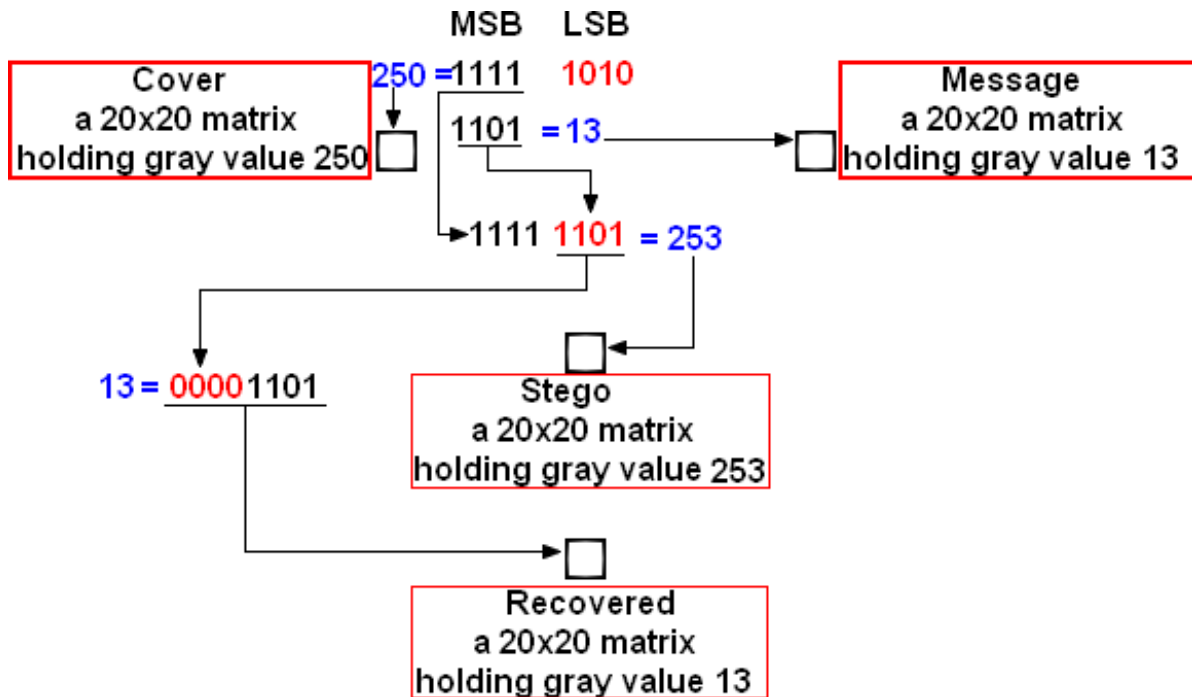 MSB LSB
Cover
a 20x20 matrix
holding gray value 250
250 = 1111 1010
1101 = 13
Message
a 20x20 matrix
holding gray value 13
1111 1101 = 253
13 = 0000 1101
Stego
a 20x20 matrix
holding gray value 253
Recovered
a 20x20 matrix
holding gray value 13